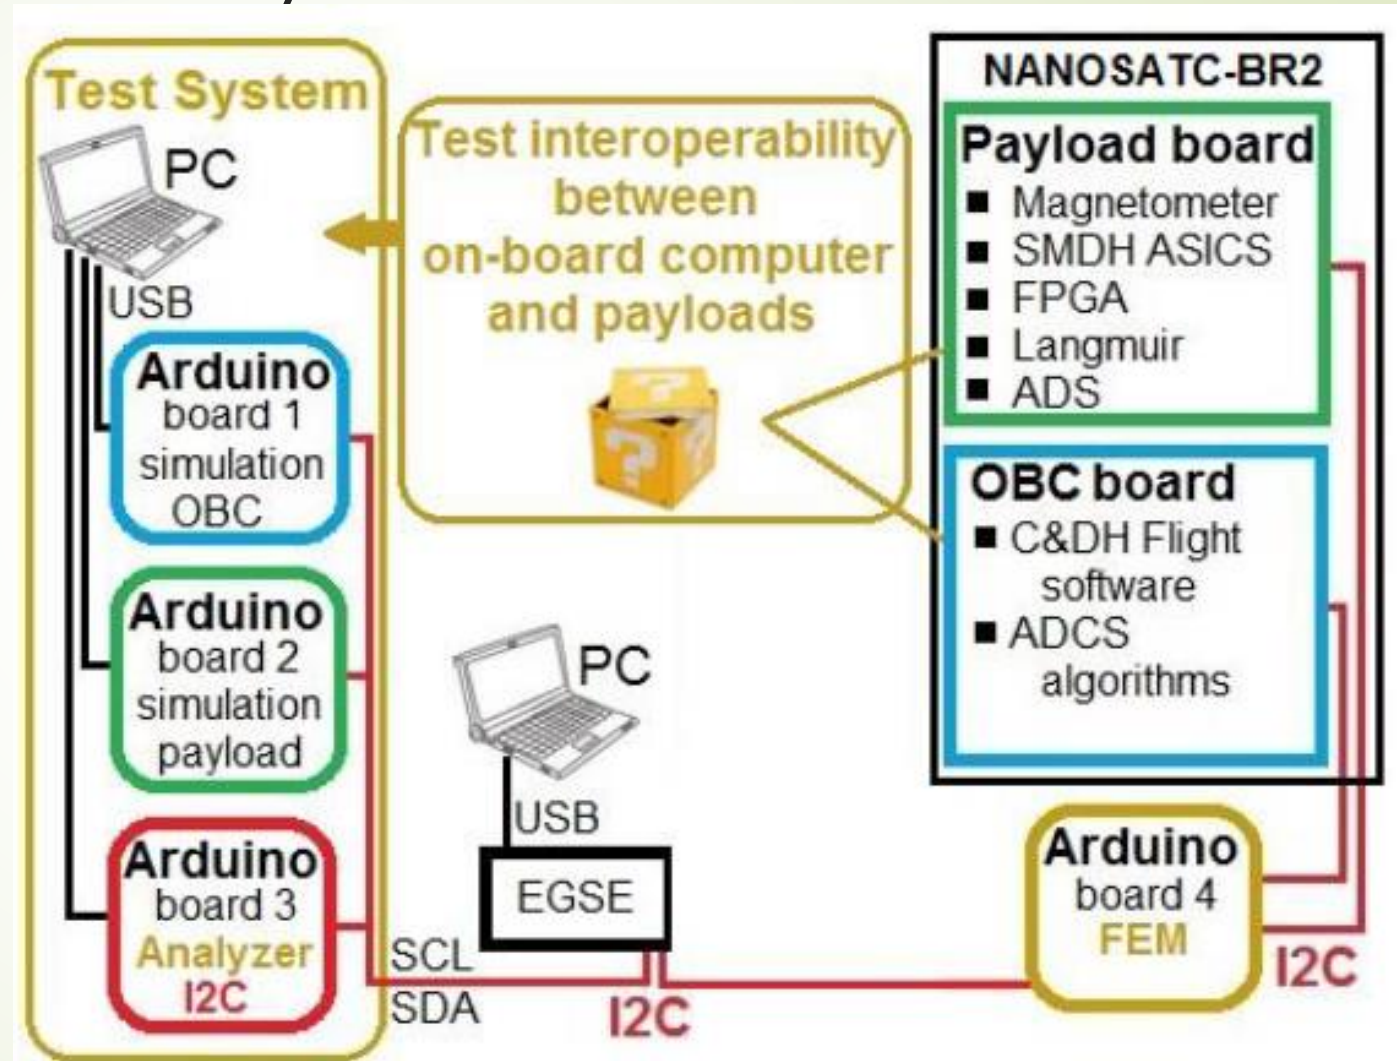 Test System
PC
USB
Arduino
board 1
simulation
OBC
Arduino
board 2
simulation
payload
Arduino
board 3
Analyzer
I2C
SCL
SDA
Test interoperability
between
on-board computer
and payloads
?
?
?
PC
USB
EGSE
I2C
NANOSATC-BR2
Payload board
■ Magnetometer
■ SMDH ASICS
■ FPGA
■ Langmuir
■ ADS
OBC board
■ C&DH Flight
software
■ ADCS
algorithms
Arduino
board 4
FEM
I2C